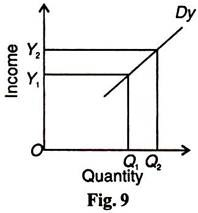 Dy
Y₂
Y₁
Income
O
Q₁ Q₂
Quantity
Fig. 9